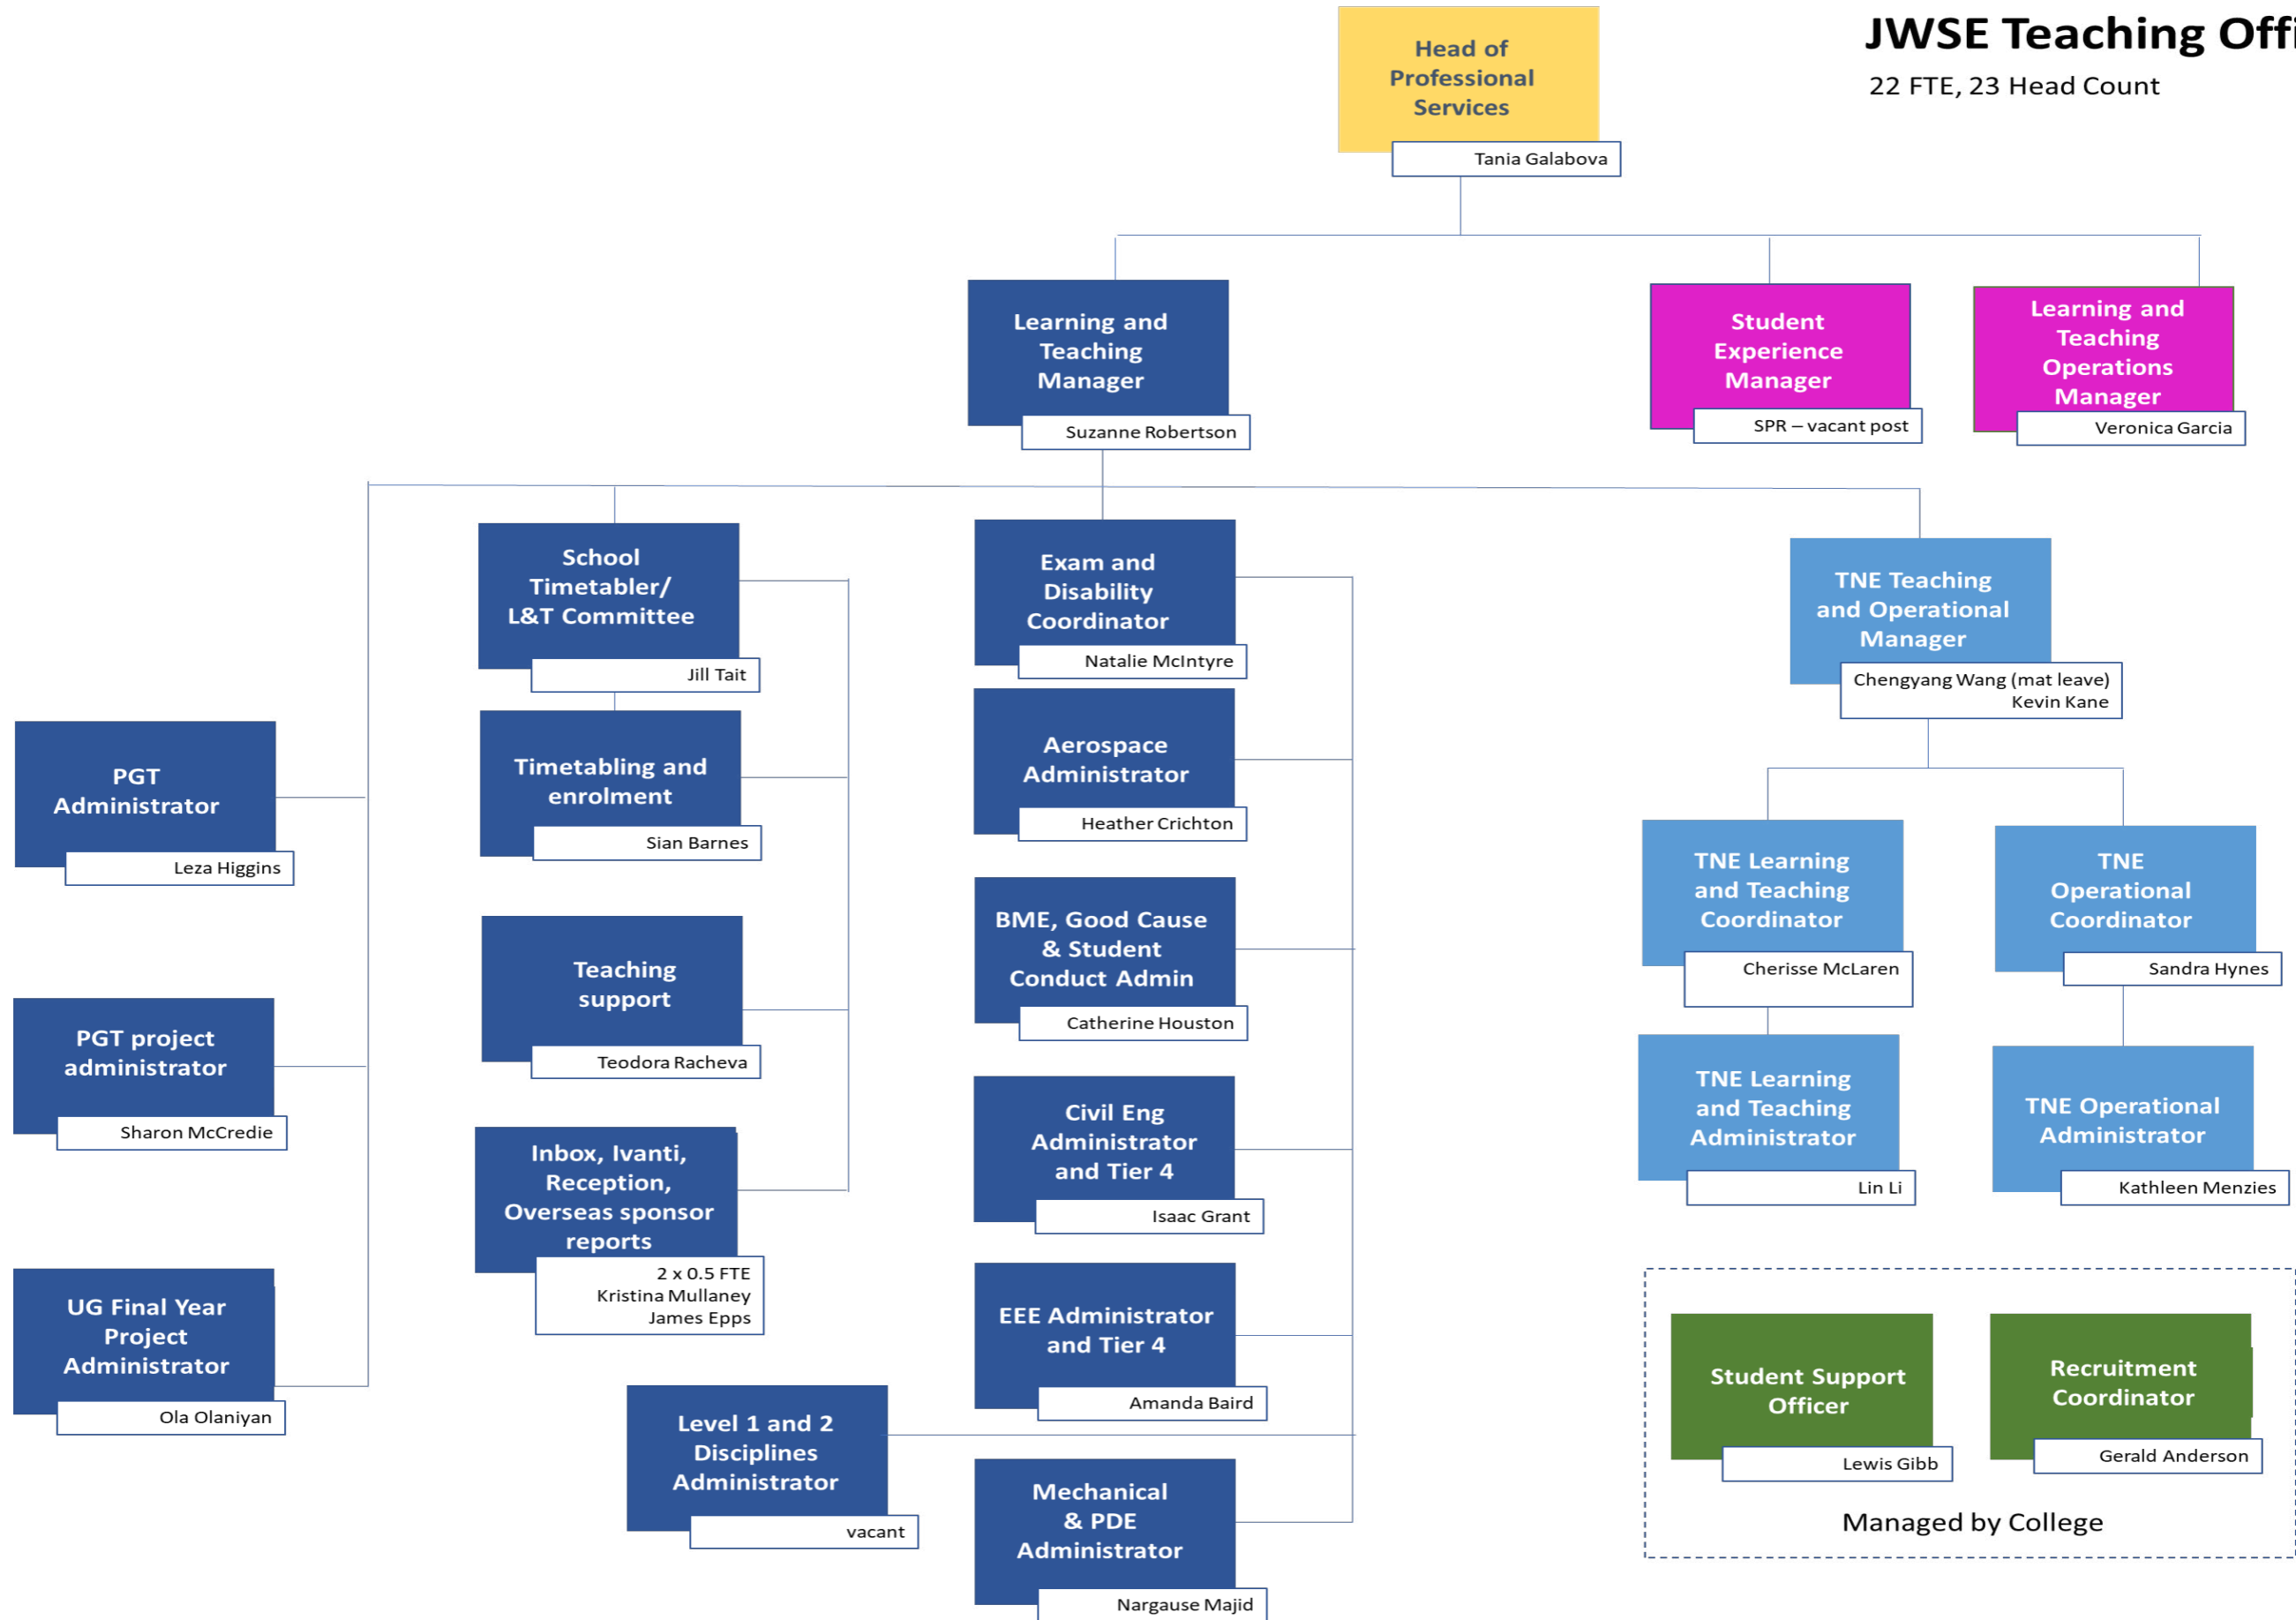 JWSE Teaching Offi
22 FTE, 23 Head Count
Head of
Professional
Services
Tania Galabova
Learning and
Teaching
Manager
Suzanne Robertson
Student
Experience
Manager
SPR – vacant post
Learning and
Teaching
Operations
Manager
Veronica Garcia
PGT
Administrator
Leza Higgins
PGT project
administrator
Sharon McCredie
UG Final Year
Project
Administrator
Ola Olaniyan
School
Timetabler/
L&T Committee
Jill Tait
Timetabling and
enrolment
Sian Barnes
Teaching
support
Teodora Racheva
Inbox, Ivanti,
Reception,
Overseas sponsor
reports
2 x 0.5 FTE
Kristina Mullaney
James Epps
Level 1 and 2
Disciplines
Administrator
vacant
Exam and
Disability
Coordinator
Natalie McIntyre
Aerospace
Administrator
Heather Crichton
BME, Good Cause
& Student
Conduct Admin
Catherine Houston
Civil Eng
Administrator
and Tier 4
Isaac Grant
EEE Administrator
and Tier 4
Amanda Baird
Mechanical
& PDE
Administrator
Nargause Majid
TNE Teaching
and Operational
Manager
Chengyang Wang (mat leave)
Kevin Kane
TNE Learning
and Teaching
Coordinator
Cherisse McLaren
TNE
Operational
Coordinator
Sandra Hynes
TNE Learning
and Teaching
Administrator
Lin Li
TNE Operational
Administrator
Kathleen Menzies
Student Support
Officer
Lewis Gibb
Recruitment
Coordinator
Gerald Anderson
Managed by College